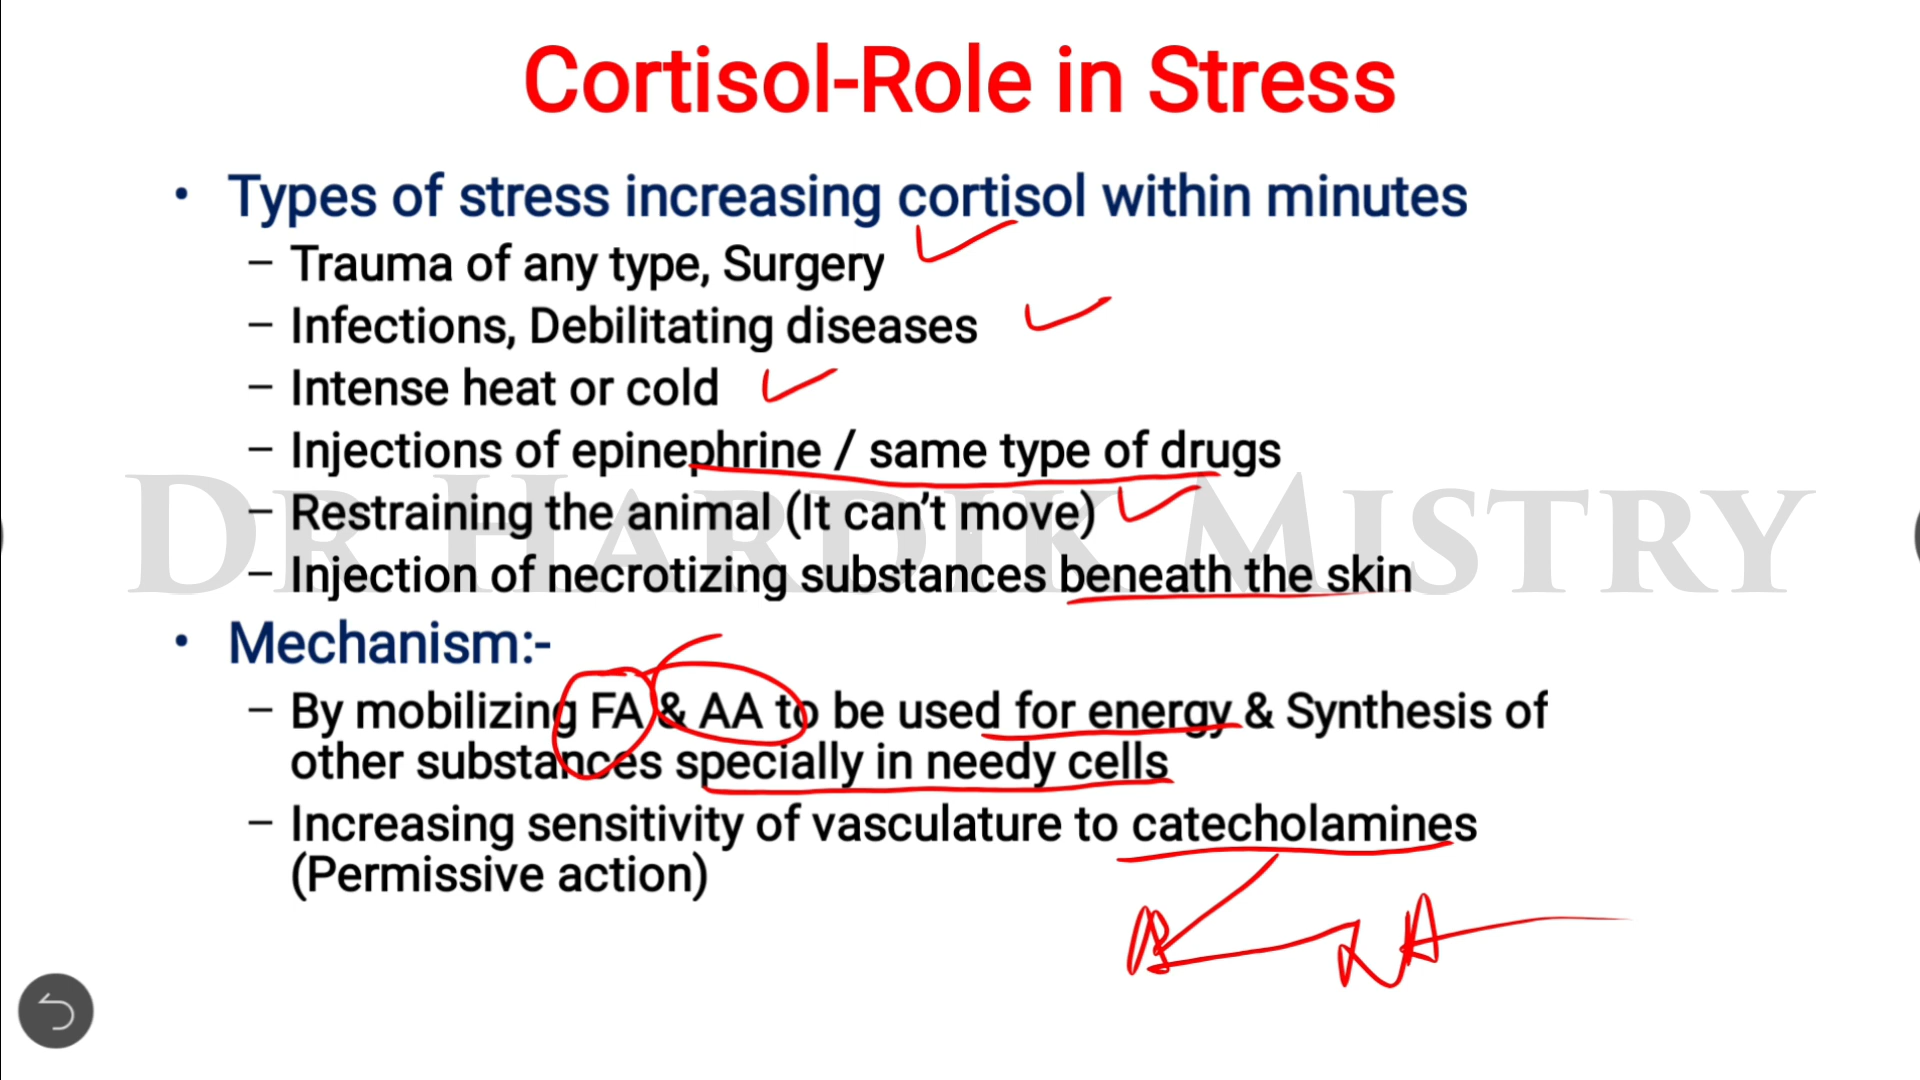 Cortisol-Role in Stress
• Types of stress increasing cortisol within minutes
– Trauma of any type, Surgery
– Infections, Debilitating diseases
– Intense heat or cold
– Injections of epinephrine / same type of drugs
– Restraining the animal (It can't move)
– Injection of necrotizing substances beneath the skin
DR HARDIK MISTRY
• Mechanism:-
– By mobilizing FA & AA to be used for energy & Synthesis of
other substances specially in needy cells
– Increasing sensitivity of vasculature to catecholamines
(Permissive action)